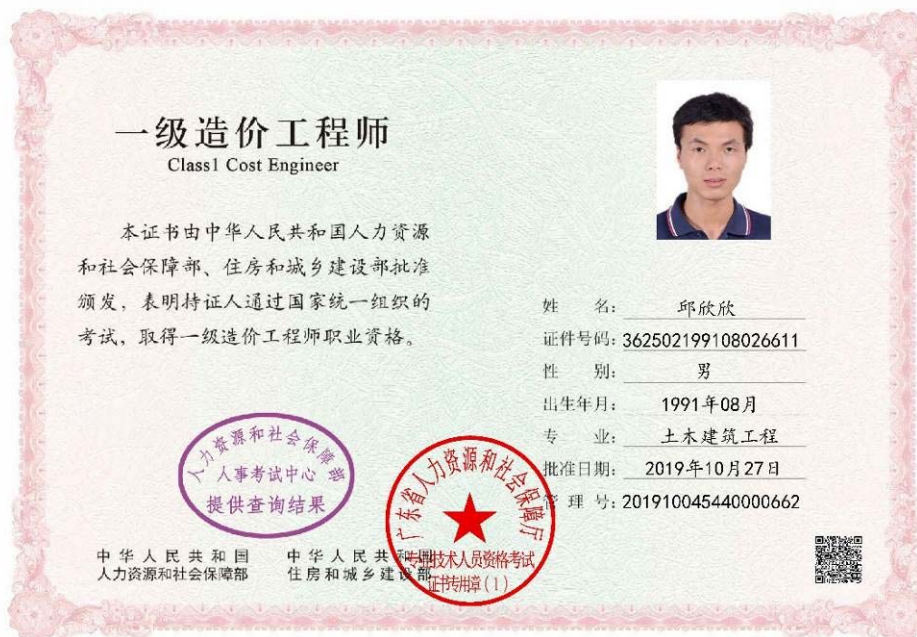 一级造价工程师
Class1 Cost Engineer
本证书由中华人民共和国人力资源
和社会保障部、住房和城乡建设部批准
颁发，表明持证人通过国家统一组织的
考试，取得一级造价工程师职业资格。
姓 名：邱欣欣
证件号码：362502199108026611
性 别：男
出生年月：1991年08月
专 业：土木建筑工程
批准日期：2019年10月27日
管 理 号：201910045440000662
人力资源和社会保障部
人事考试中心
提供查询结果
广东省人力资源和社会保障厅
专业技术人员资格考试
证书专用章（1）
中华人民共和国
人力资源和社会保障部
中华人民共和国
住房和城乡建设部